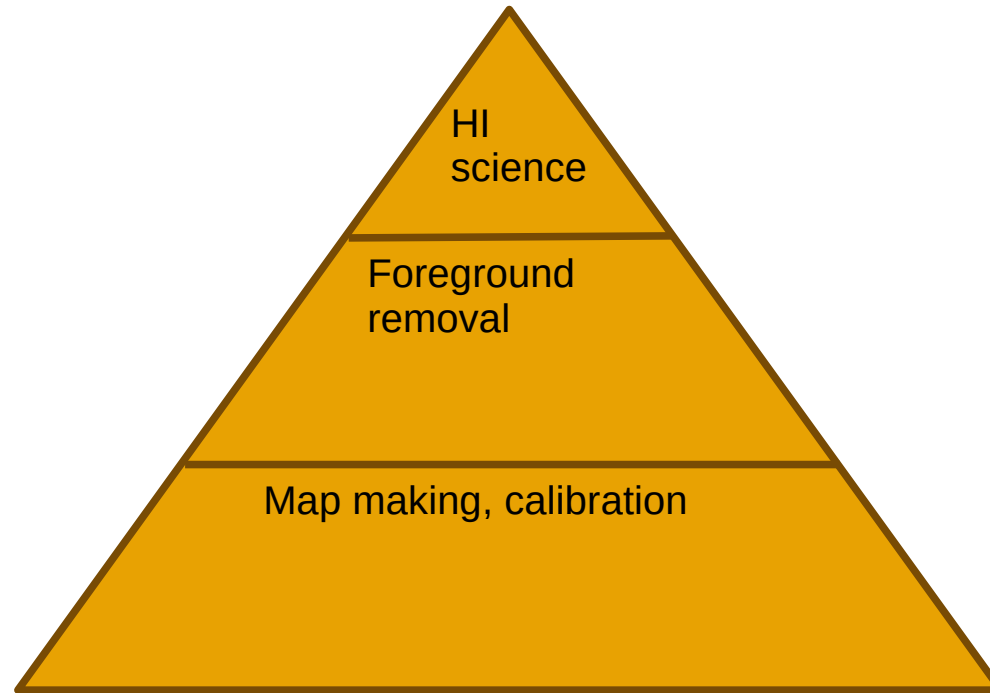 HI
science
Foreground
removal
Map making, calibration